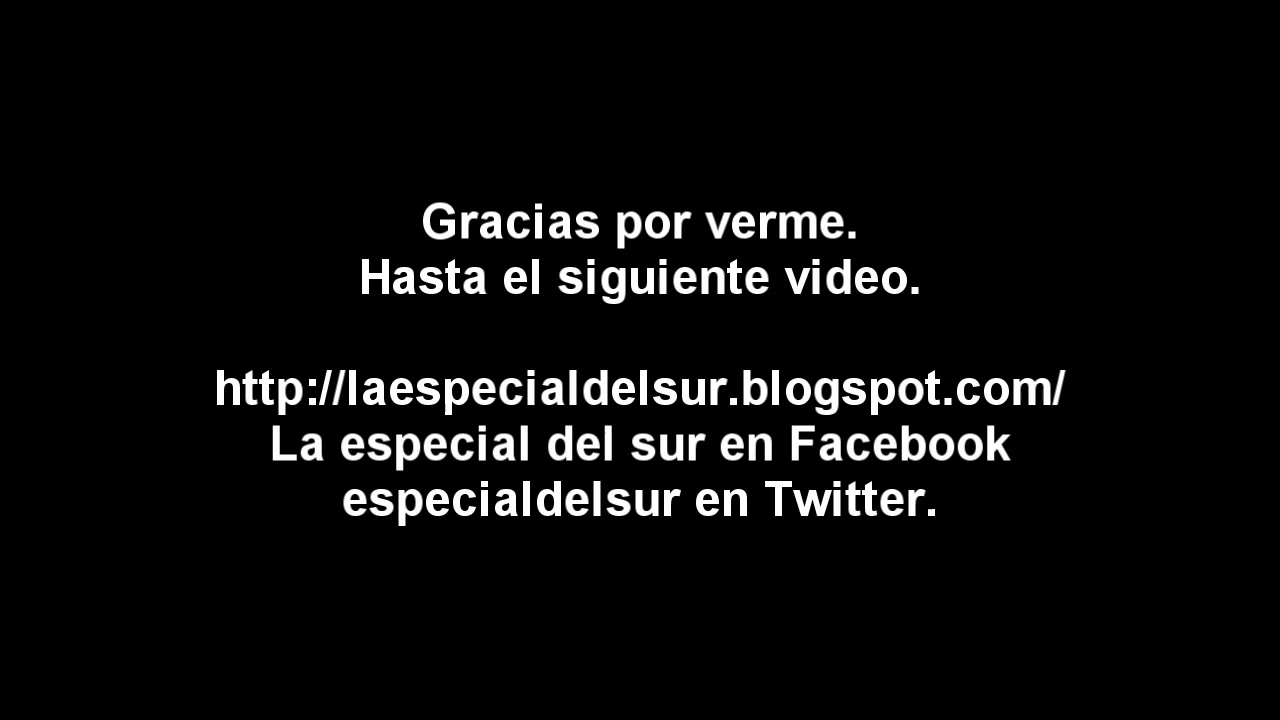 Gracias por verme.
Hasta el siguiente video.
http://laespecialdelsur.blogspot.com/
La especial del sur en Facebook
especialdelsur en Twitter.